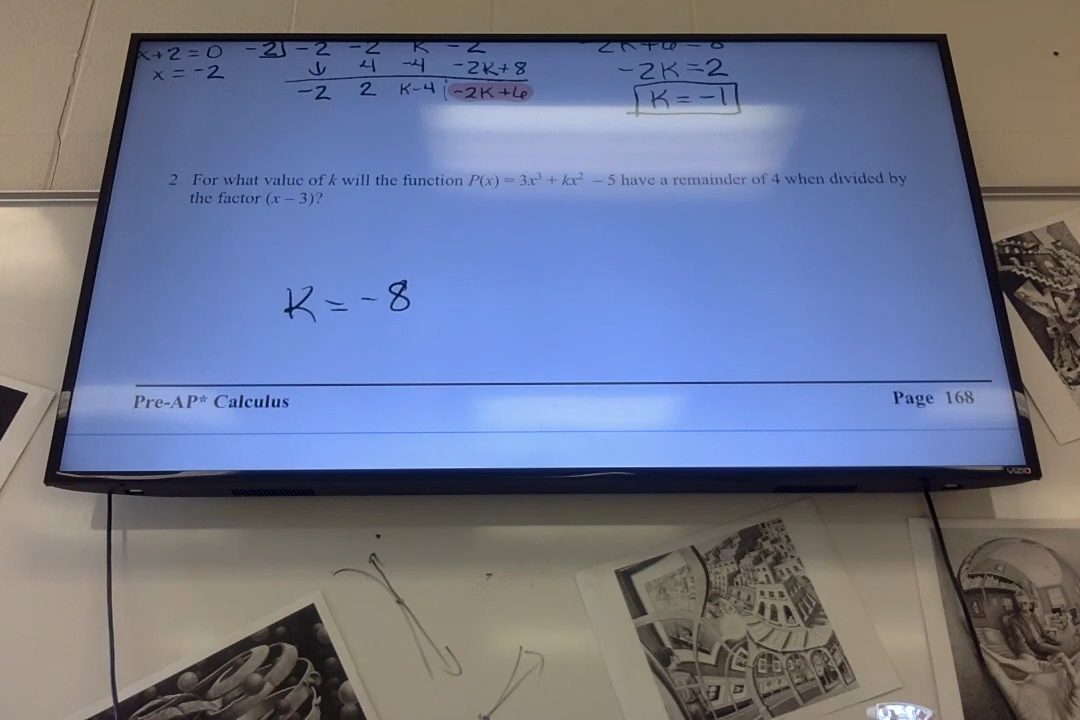 x+2=0 -2| -2 -2 K -2
x = -2 ↓ 4 -4 -2K+8 -2K=2
-2 2 K-4 -2K+6 K = -1
2. For what value of k will the function P(x) = 3x³ + kx² – 5 have a remainder of 4 when divided by
the factor (x – 3)?
K = -8
Pre-AP* Calculus Page 168
VIZIO